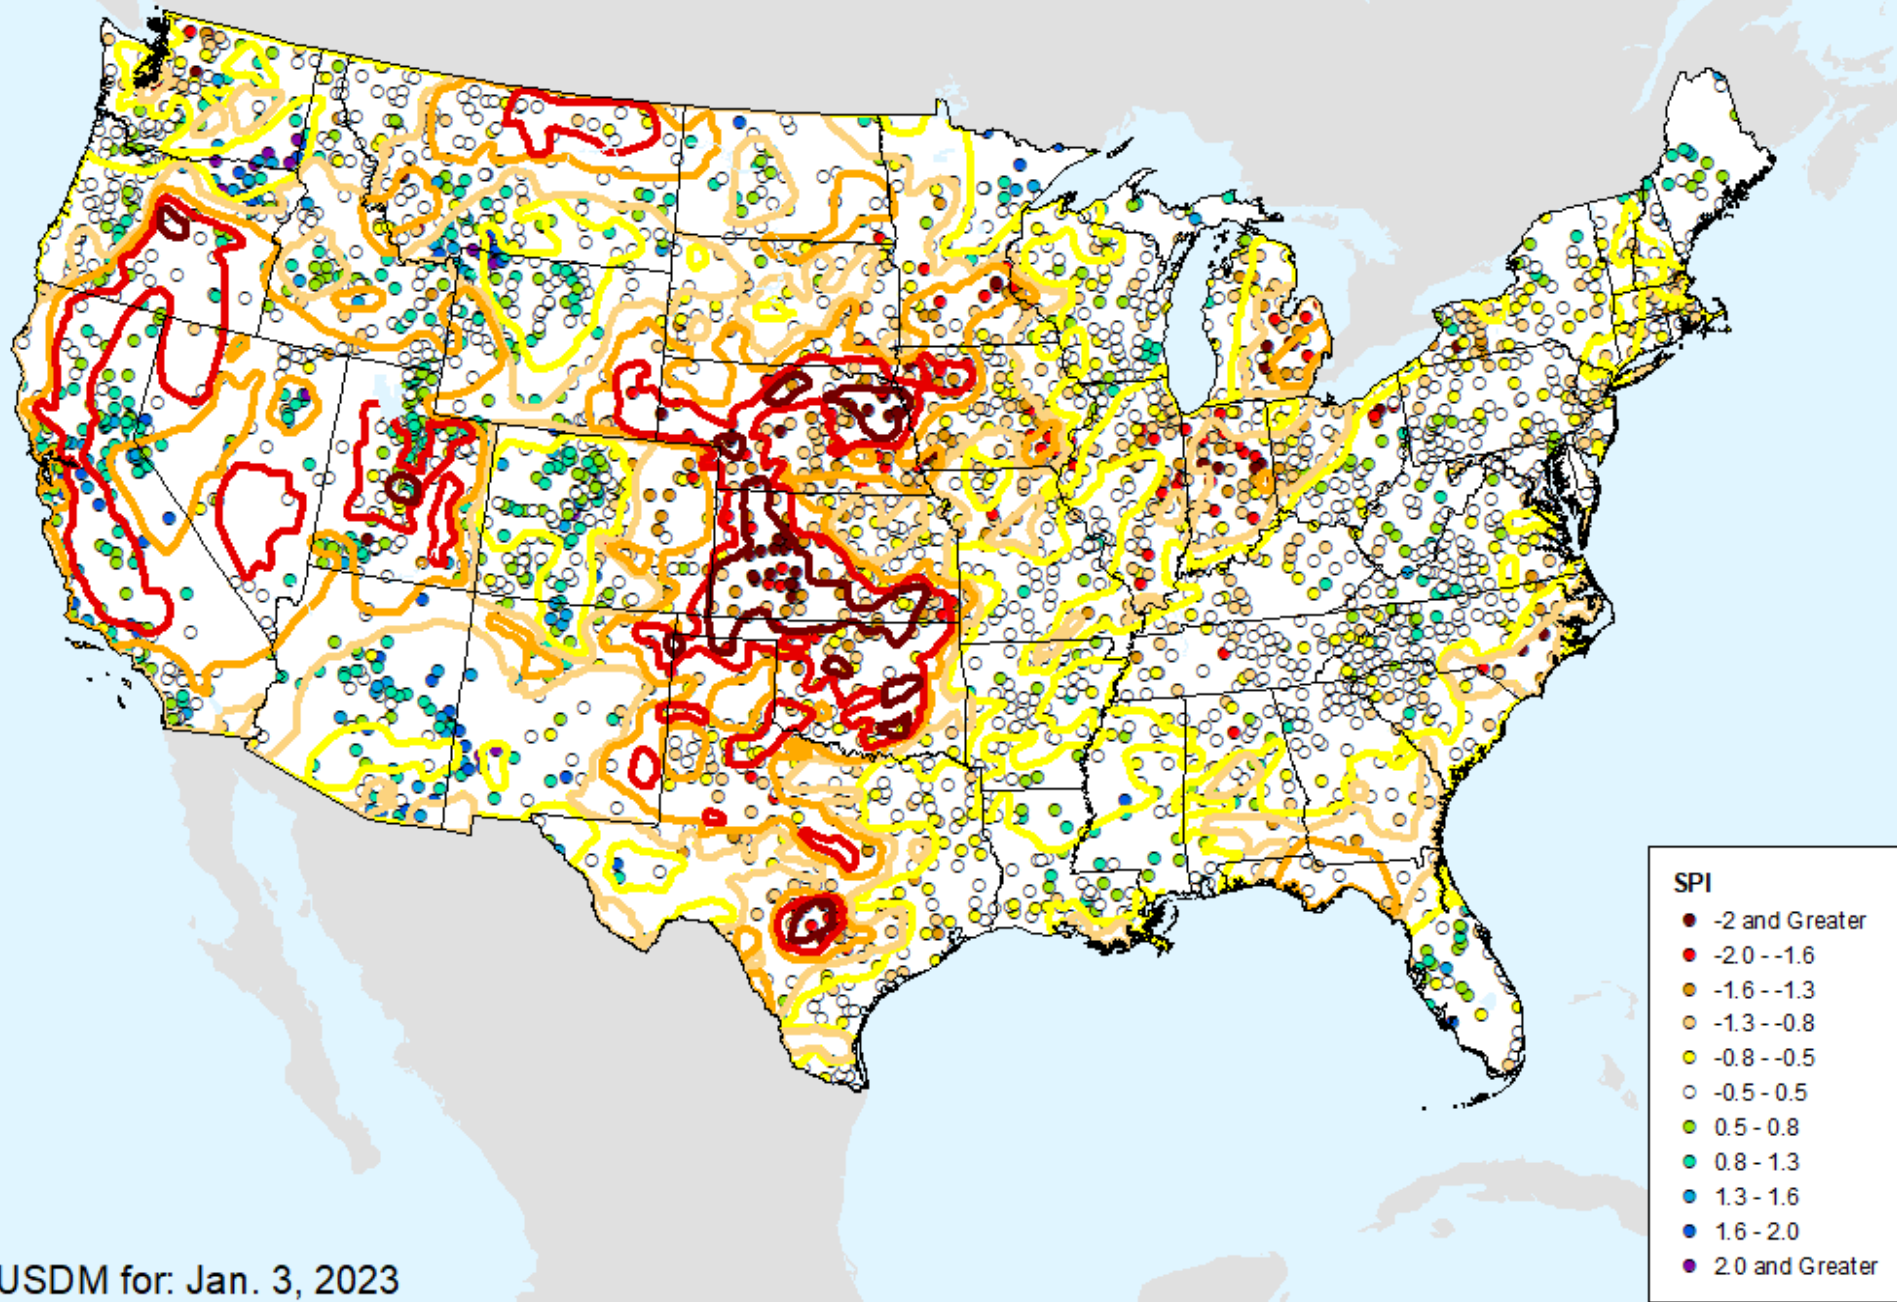 SPI
-2 and Greater
-2.0 - -1.6
-1.6 - -1.3
-1.3 - -0.8
-0.8 - -0.5
-0.5 - 0.5
0.5 - 0.8
0.8 - 1.3
1.3 - 1.6
1.6 - 2.0
2.0 and Greater
USDM for: Jan. 3, 2023